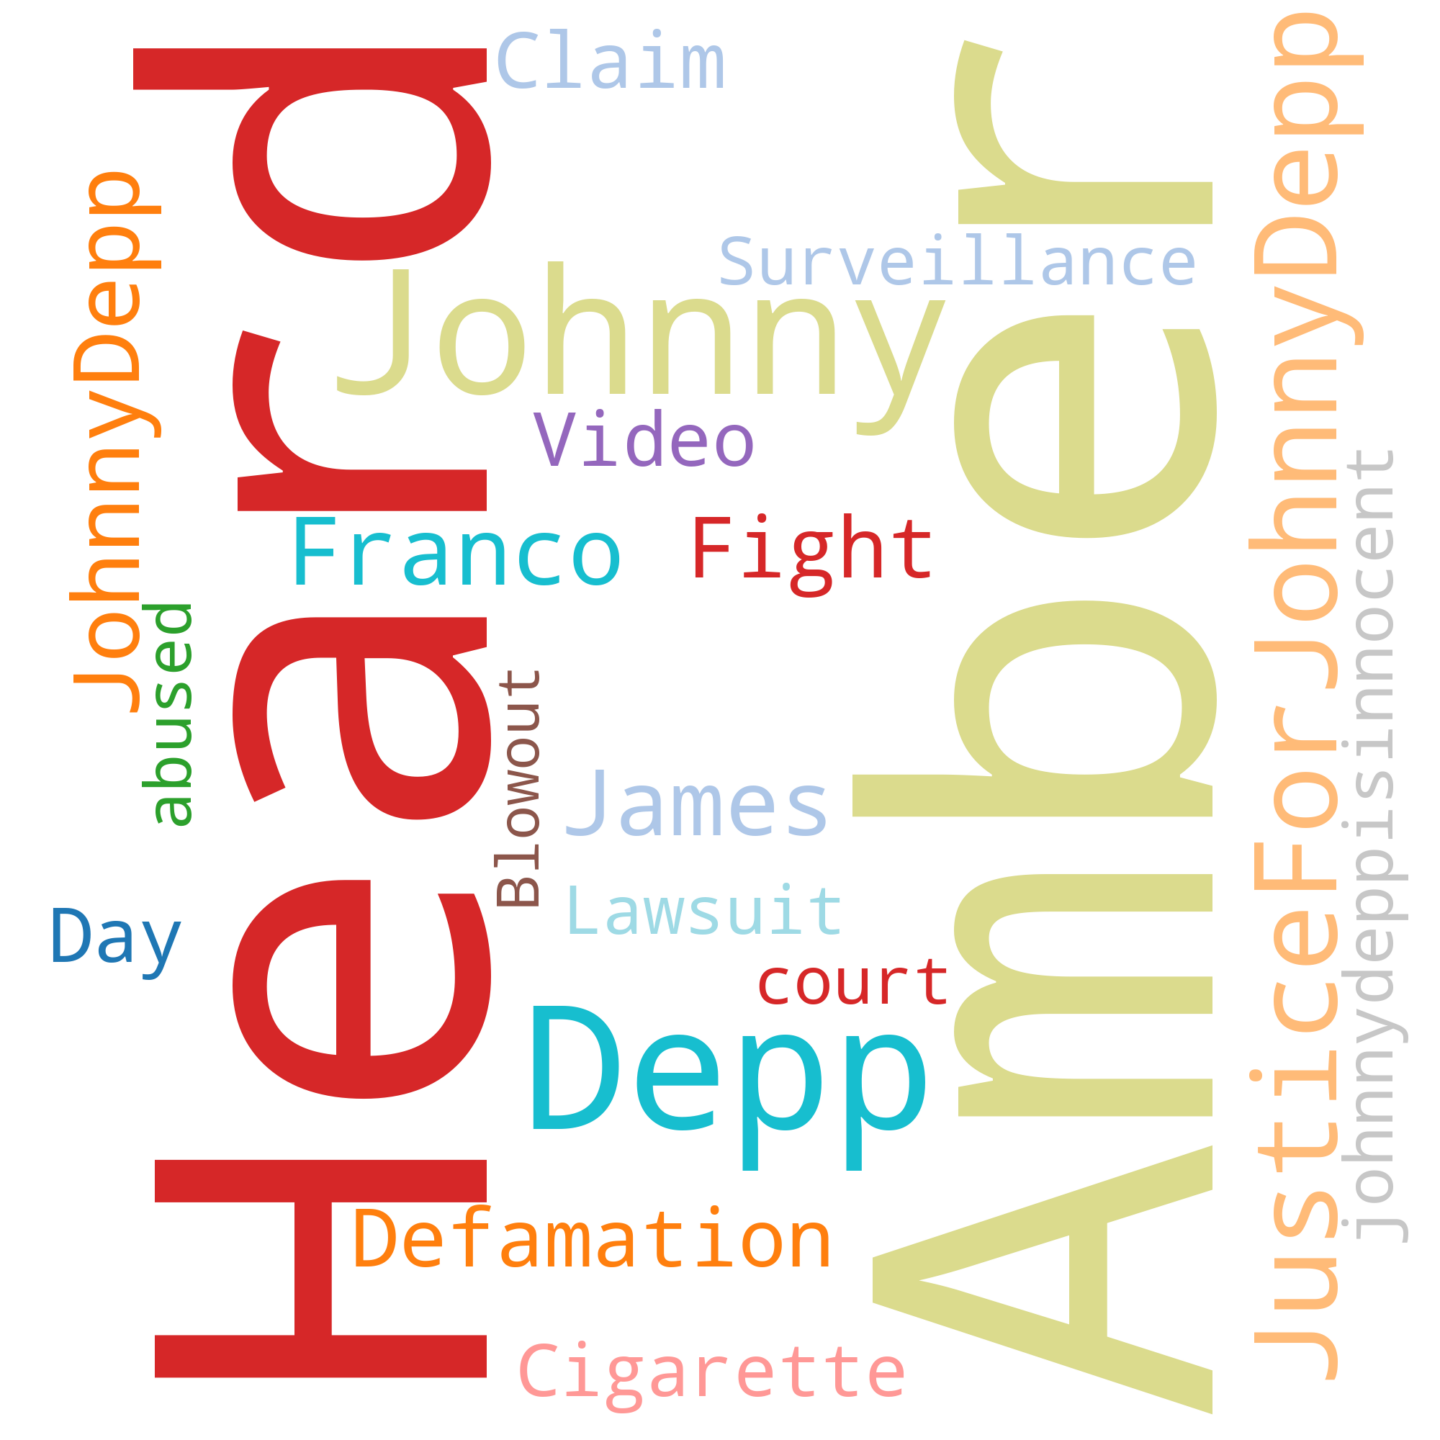 Claim
Heard
Amber
JusticeForJohnnyDepp
JohnnyDepp
Surveillance
Johnny
Video
Franco
Fight
johnnydeppisinnocent
abused
Blowout
James
Lawsuit
Day
court
Depp
Defamation
Cigarette